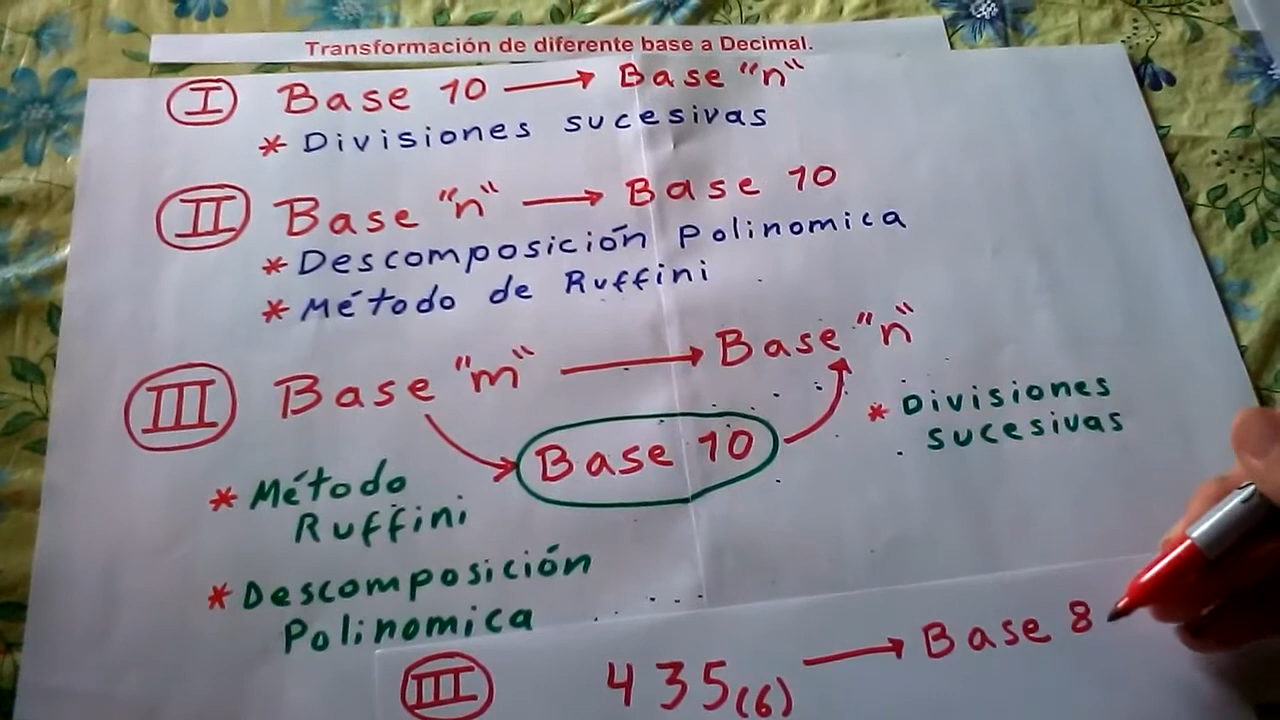 Transformación de diferente base a Decimal.
I Base 10 → Base "n"
* Divisiones sucesivas
II Base "n" → Base 10
* Descomposición Polinomica
* Método de Ruffini
III Base "m" → Base "n"
Base 10
* Divisiones
sucesivas
* Método
Ruffini
* Descomposición
Polinomica
III 435(6) → Base 8